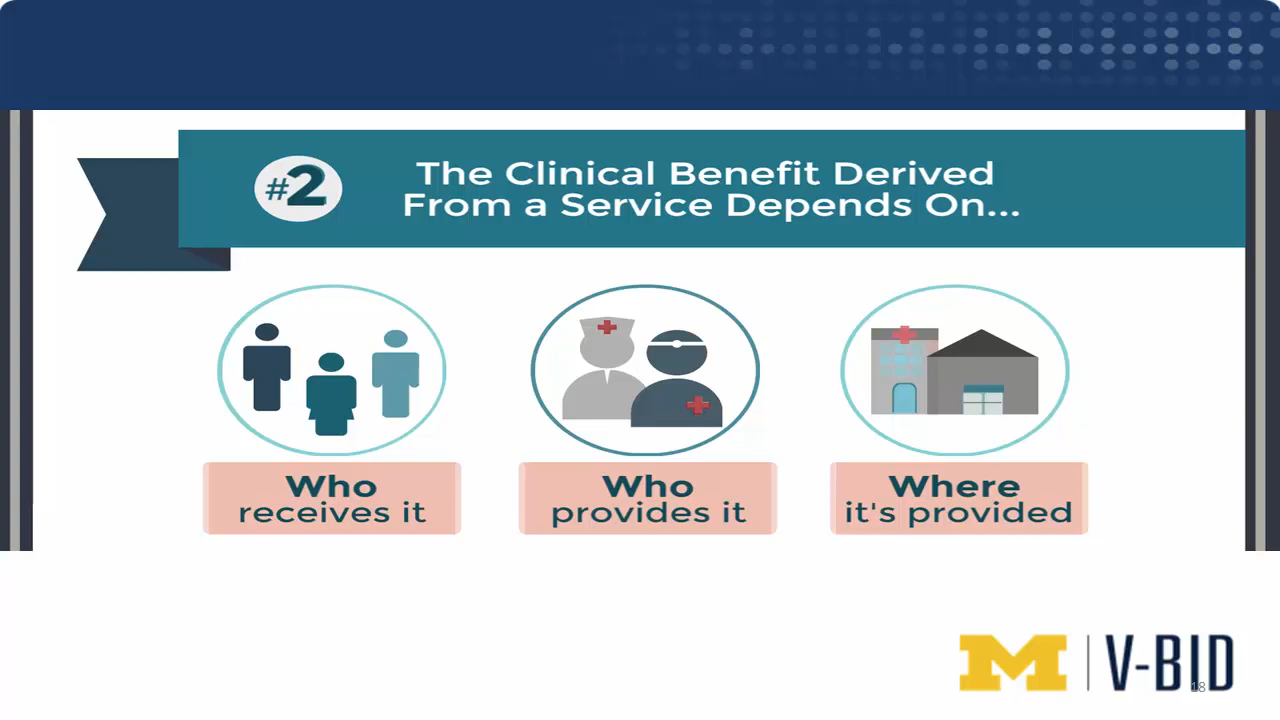 #2
The Clinical Benefit Derived
From a Service Depends On...
Who
receives it
Who
provides it
Where
it's provided
M | V-BID
18